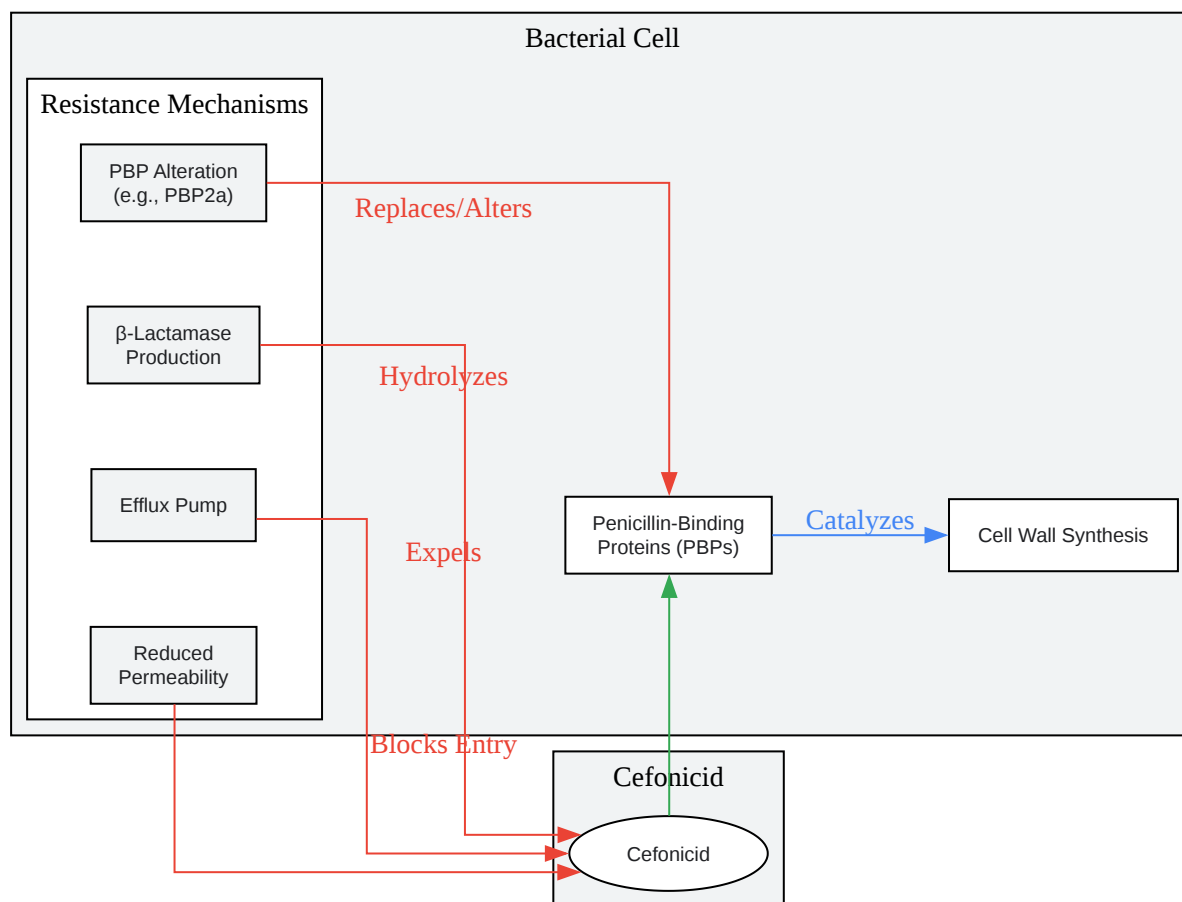 Bacterial Cell
Resistance Mechanisms
PBP Alteration
(e.g., PBP2a)
Replaces/Alters
β-Lactamase
Production
Hydrolyzes
Efflux Pump
Expels
Penicillin-Binding
Proteins (PBPs)
Catalyzes
Cell Wall Synthesis
Reduced
Permeability
Blocks Entry
Cefonicid
Cefonicid